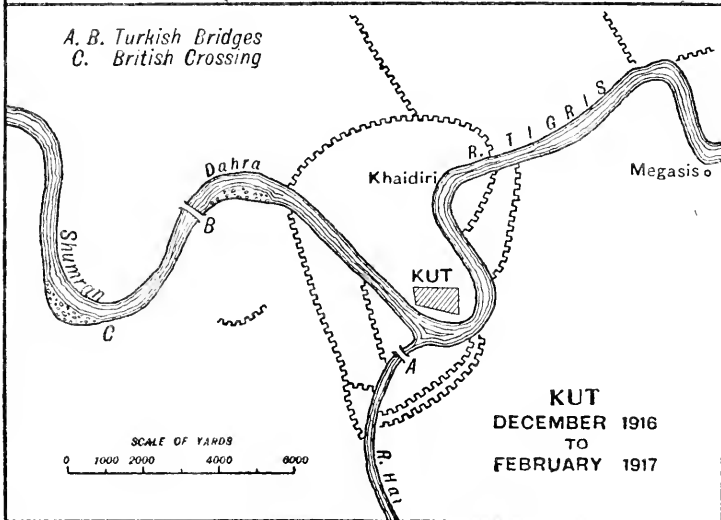 A. B. Turkish Bridges
C. British Crossing
R. TIGRIS
Dahra
Khaidiri
Megasis
B
Shumran
KUT
C
A
KUT
DECEMBER 1916
TO
FEBRUARY 1917
SCALE OF YARDS
0 1000 2000 4000 6000
R. Hai